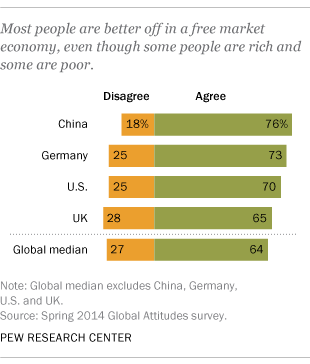 Most people are better off in a free market
economy, even though some people are rich and
some are poor.
Disagree Agree
China 18% 76%
Germany 25 73
U.S. 25 70
UK 28 65
Global median 27 64
Note: Global median excludes China, Germany,
U.S. and UK.
Source: Spring 2014 Global Attitudes survey.
PEW RESEARCH CENTER